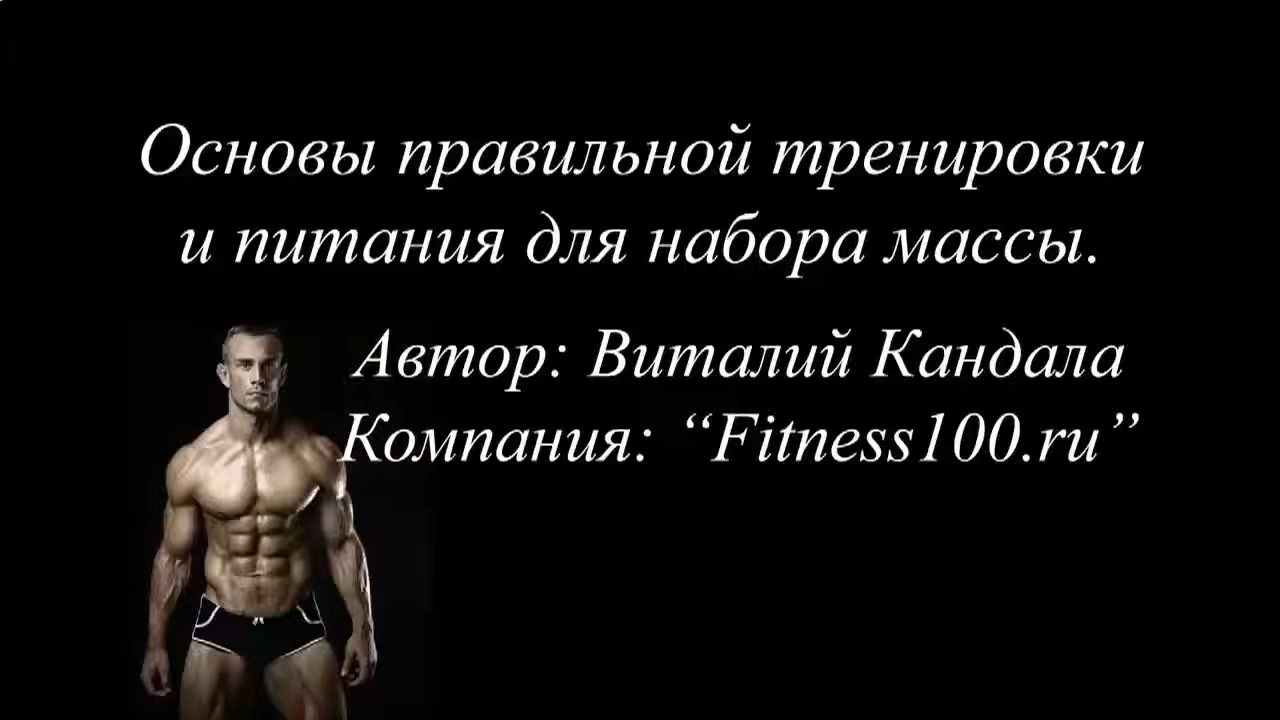 Основы правильной тренировки
и питания для набора массы.
Автор: Виталий Кандала
Компания: “Fitness100.ru”